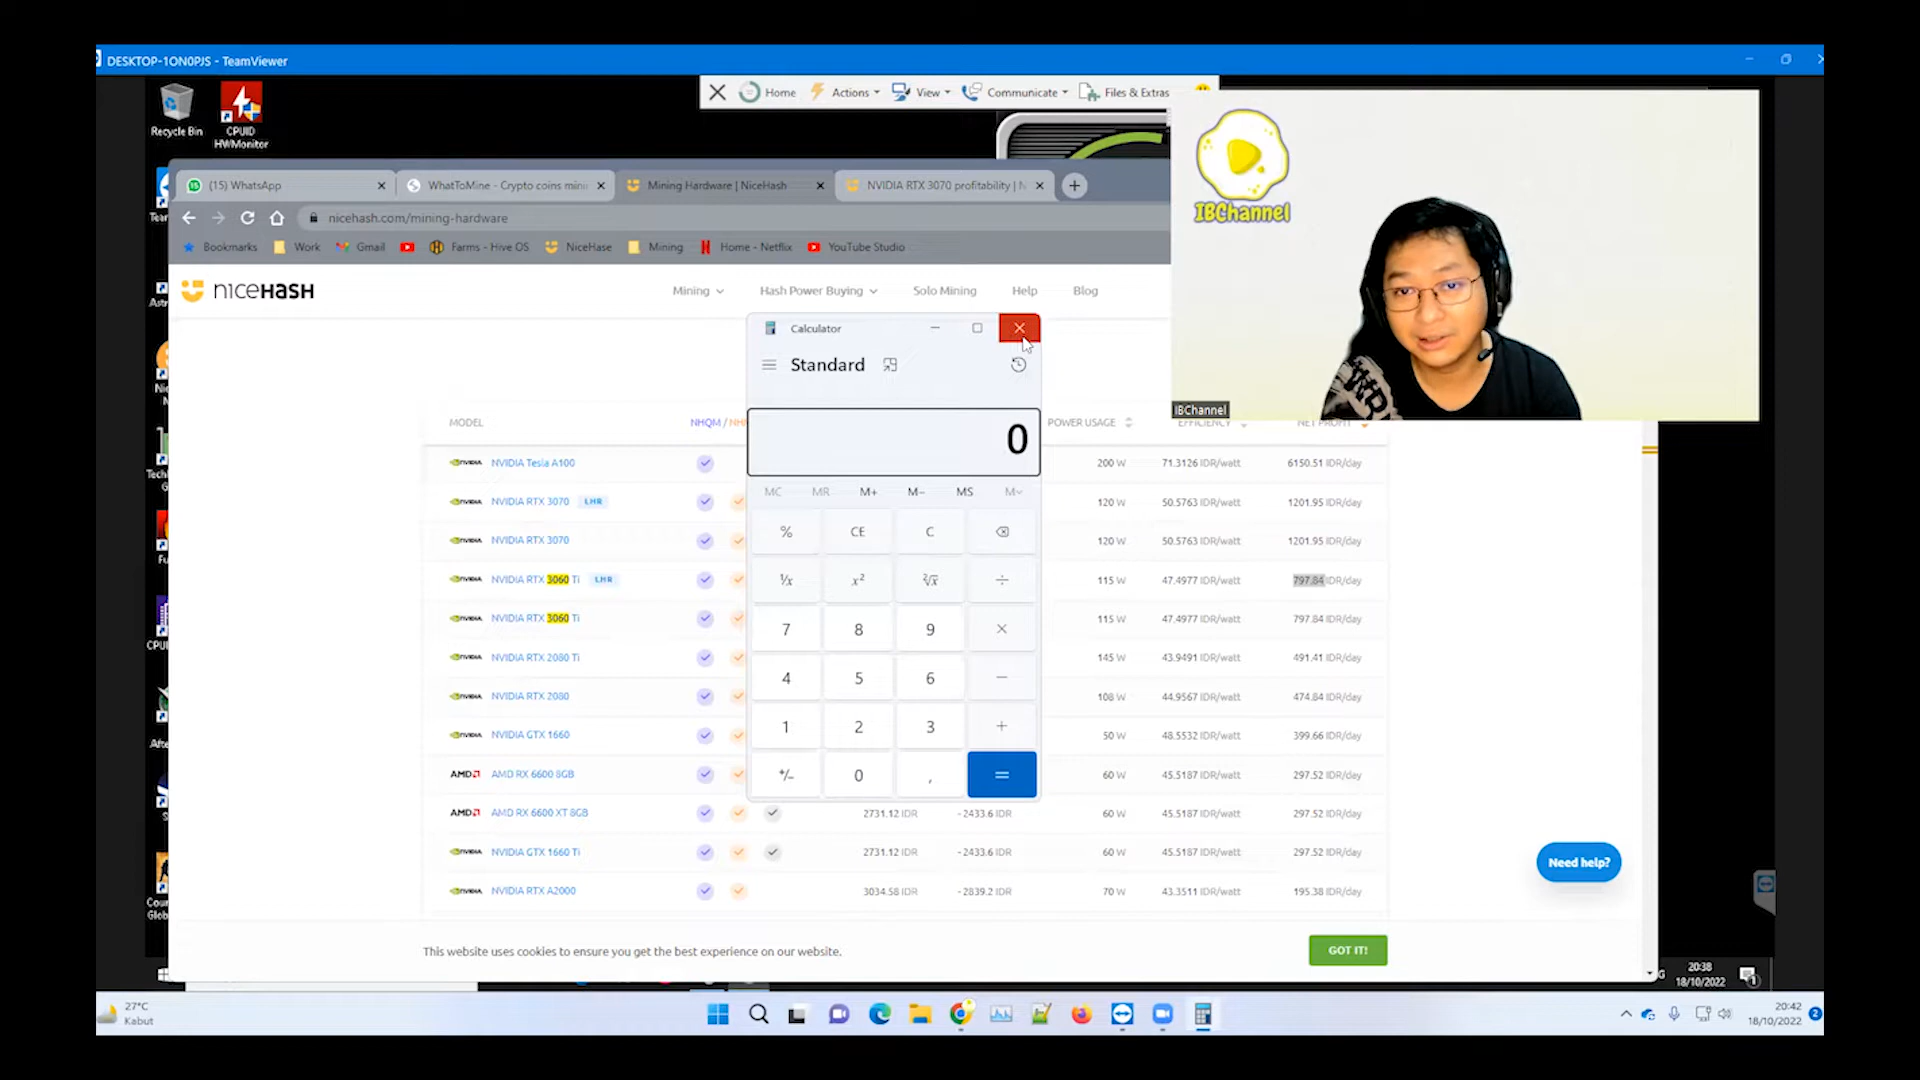 DESKTOP-1ON0PJS - TeamViewer
Home Actions View Communicate Files & Extras
Recycle Bin
CPUID
HWMonitor
IBChannel
(15) WhatsApp
WhatToMine - Crypto coins mini
Mining Hardware | NiceHash
NVIDIA RTX 3070 profitability | N
nicehash.com/mining-hardware
Bookmarks Work Gmail Farms - Hive OS NiceHase Mining Home - Netflix YouTube Studio
NICEHASH
Mining Hash Power Buying Solo Mining Help Blog
Calculator
Standard
0
MC MR M+ M− MS M
% CE C
¹/x x² ²√x ÷
7 8 9 ×
4 5 6 −
1 2 3 +
+/− 0 , =
IBChannel
MODEL NHQM / POWER USAGE EFFICIENCY NET PROFIT
NVIDIA Tesla A100 200 W 71.3126 IDR/watt 6150.51 IDR/day
NVIDIA RTX 3070 LHR 120 W 50.5763 IDR/watt 1201.95 IDR/day
NVIDIA RTX 3070 120 W 50.5763 IDR/watt 1201.95 IDR/day
NVIDIA RTX 3060 Ti LHR 115 W 47.4977 IDR/watt 797.84 IDR/day
NVIDIA RTX 3060 Ti 115 W 47.4977 IDR/watt 797.84 IDR/day
NVIDIA RTX 2080 Ti 145 W 43.9491 IDR/watt 491.41 IDR/day
NVIDIA RTX 2080 108 W 44.9567 IDR/watt 474.84 IDR/day
NVIDIA GTX 1660 50 W 48.5532 IDR/watt 399.66 IDR/day
AMD AMD RX 6600 8GB 60 W 45.5187 IDR/watt 297.52 IDR/day
AMD AMD RX 6600 XT 8GB 2731.12 IDR -2433.6 IDR 60 W 45.5187 IDR/watt 297.52 IDR/day
NVIDIA GTX 1660 Ti 2731.12 IDR -2433.6 IDR 60 W 45.5187 IDR/watt 297.52 IDR/day
NVIDIA RTX A2000 3034.58 IDR -2839.2 IDR 70 W 43.3511 IDR/watt 195.38 IDR/day
Need help?
This website uses cookies to ensure you get the best experience on our website.
GOT IT!
20:38
18/10/2022
27°C
Kabut
20:42
18/10/2022
2